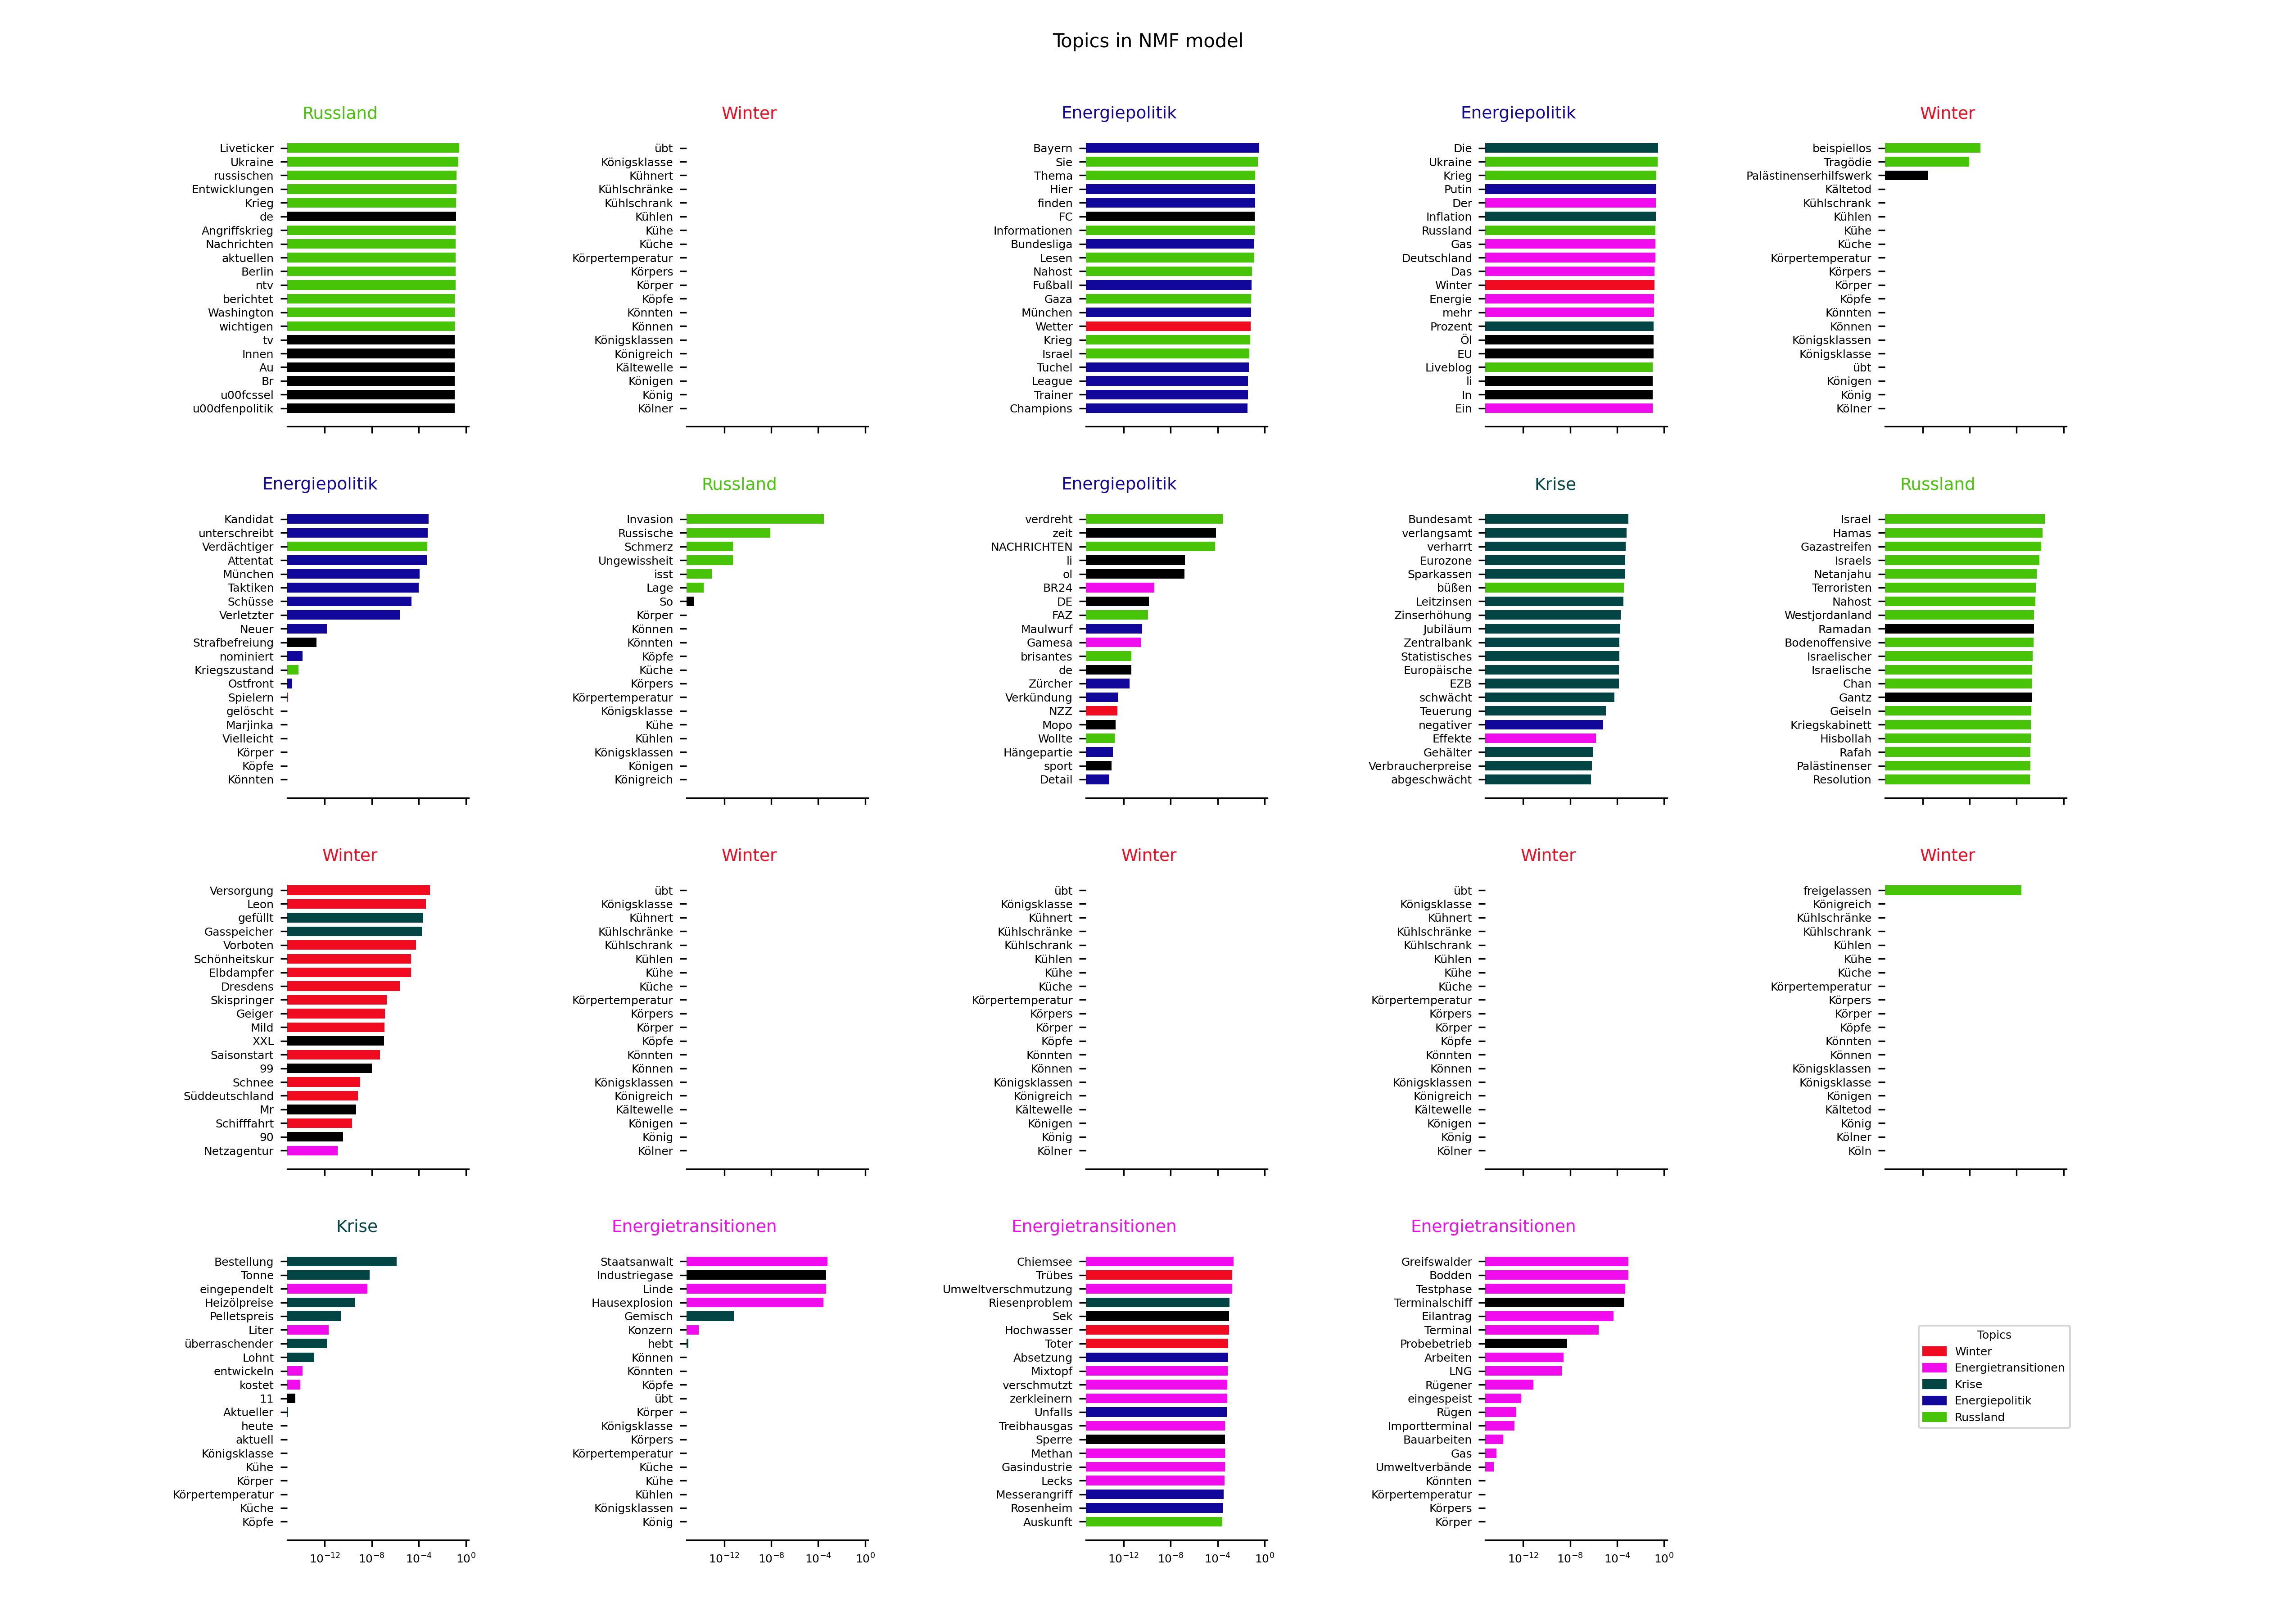 Topics in NMF model
Russland
Liveticker
Ukraine
russischen
Entwicklungen
Krieg
de
Angriffskrieg
Nachrichten
aktuellen
Berlin
ntv
berichtet
Washington
wichtigen
tv
Innen
Au
Br
u00fcssel
u00dfenpolitik
Winter
übt
Königsklasse
Kühnert
Kühlschränke
Kühlschrank
Kühlen
Kühe
Küche
Körpertemperatur
Körpers
Körper
Köpfe
Könnten
Können
Königsklassen
Königreich
Kältewelle
Königen
König
Kölner
Energiepolitik
Bayern
Sie
Thema
Hier
finden
FC
Informationen
Bundesliga
Lesen
Nahost
Fußball
Gaza
München
Wetter
Krieg
Israel
Tuchel
League
Trainer
Champions
Energiepolitik
Die
Ukraine
Krieg
Putin
Der
Inflation
Russland
Gas
Deutschland
Das
Winter
Energie
mehr
Prozent
Öl
EU
Liveblog
li
In
Ein
Winter
beispiellos
Tragödie
Palästinenserhilfswerk
Kältetod
Kühlschrank
Kühlen
Kühe
Küche
Körpertemperatur
Körpers
Körper
Köpfe
Könnten
Können
Königsklassen
Königsklasse
übt
Königen
König
Kölner
Energiepolitik
Kandidat
unterschreibt
Verdächtiger
Attentat
München
Taktiken
Schüsse
Verletzter
Neuer
Strafbefreiung
nominiert
Kriegszustand
Ostfront
Spielern
gelöscht
Marjinka
Vielleicht
Körper
Köpfe
Könnten
Russland
Invasion
Russische
Schmerz
Ungewissheit
isst
Lage
So
Körper
Können
Könnten
Köpfe
Küche
Körpers
Körpertemperatur
Königsklasse
Kühe
Kühlen
Königsklassen
Königen
Königreich
Energiepolitik
verdreht
zeit
NACHRICHTEN
li
ol
BR24
DE
FAZ
Maulwurf
Gamesa
brisantes
de
Zürcher
Verkündung
NZZ
Mopo
Wollte
Hängepartie
sport
Detail
Krise
Bundesamt
verlangsamt
verharrt
Eurozone
Sparkassen
büßen
Leitzinsen
Zinserhöhung
Jubiläum
Zentralbank
Statistisches
Europäische
EZB
schwächt
Teuerung
negativer
Effekte
Gehälter
Verbraucherpreise
abgeschwächt
Russland
Israel
Hamas
Gazastreifen
Israels
Netanjahu
Terroristen
Nahost
Westjordanland
Ramadan
Bodenoffensive
Israelischer
Israelische
Chan
Gantz
Geiseln
Kriegskabinett
Hisbollah
Rafah
Palästinenser
Resolution
Winter
Versorgung
Leon
gefüllt
Gasspeicher
Vorboten
Schönheitskur
Elbdampfer
Dresdens
Skispringer
Geiger
Mild
XXL
Saisonstart
99
Schnee
Süddeutschland
Mr
Schifffahrt
90
Netzagentur
Winter
übt
Königsklasse
Kühnert
Kühlschränke
Kühlschrank
Kühlen
Kühe
Küche
Körpertemperatur
Körpers
Körper
Köpfe
Könnten
Können
Königsklassen
Königreich
Kältewelle
Königen
König
Kölner
Winter
übt
Königsklasse
Kühnert
Kühlschränke
Kühlschrank
Kühlen
Kühe
Küche
Körpertemperatur
Körpers
Körper
Köpfe
Könnten
Können
Königsklassen
Königreich
Kältewelle
Königen
König
Kölner
Winter
übt
Königsklasse
Kühnert
Kühlschränke
Kühlschrank
Kühlen
Kühe
Küche
Körpertemperatur
Körpers
Körper
Köpfe
Könnten
Können
Königsklassen
Königreich
Kältewelle
Königen
König
Kölner
Winter
freigelassen
Königreich
Kühlschränke
Kühlschrank
Kühlen
Kühe
Küche
Körpertemperatur
Körpers
Körper
Köpfe
Könnten
Können
Königsklassen
Königsklasse
Königen
Kältetod
König
Kölner
Köln
Krise
Bestellung
Tonne
eingependelt
Heizölpreise
Pelletspreis
Liter
überraschender
Lohnt
entwickeln
kostet
11
Aktueller
heute
aktuell
Königsklasse
Kühe
Körper
Körpertemperatur
Küche
Köpfe
10⁻¹² 10⁻⁸ 10⁻⁴ 10⁰
Energietransitionen
Staatsanwalt
Industriegase
Linde
Hausexplosion
Gemisch
Konzern
hebt
Können
Könnten
Köpfe
übt
Körper
Königsklasse
Körpers
Körpertemperatur
Küche
Kühe
Kühlen
Königsklassen
König
10⁻¹² 10⁻⁸ 10⁻⁴ 10⁰
Energietransitionen
Chiemsee
Trübes
Umweltverschmutzung
Riesenproblem
Sek
Hochwasser
Toter
Absetzung
Mixtopf
verschmutzt
zerkleinern
Unfalls
Treibhausgas
Sperre
Methan
Gasindustrie
Lecks
Messerangriff
Rosenheim
Auskunft
10⁻¹² 10⁻⁸ 10⁻⁴ 10⁰
Energietransitionen
Greifswalder
Bodden
Testphase
Terminalschiff
Eilantrag
Terminal
Probebetrieb
Arbeiten
LNG
Rügener
eingespeist
Rügen
Importterminal
Bauarbeiten
Gas
Umweltverbände
Könnten
Körpertemperatur
Körpers
Körper
10⁻¹² 10⁻⁸ 10⁻⁴ 10⁰
Topics
Winter
Energietransitionen
Krise
Energiepolitik
Russland